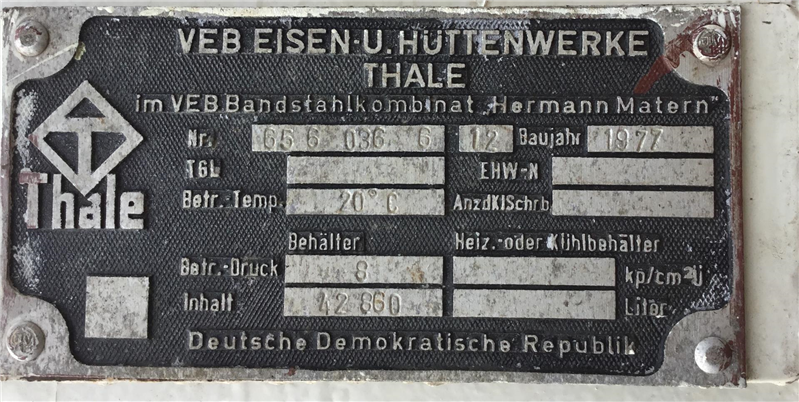 VEB EISEN-U. HÜTTENWERKE
THALE
im VEB Bandstahlkombinat „Hermann Matern"
Nr. 656 036 6 12 Baujahr 1977
TGL EHW-N
Betr.-Temp. 20°C AnzdKlSchrb
Thale
Behälter Heiz.-oder Kühlbehälter
Betr.-Druck 8 kp/cm²ü
Inhalt 42 860 Liter
Deutsche Demokratische Republik